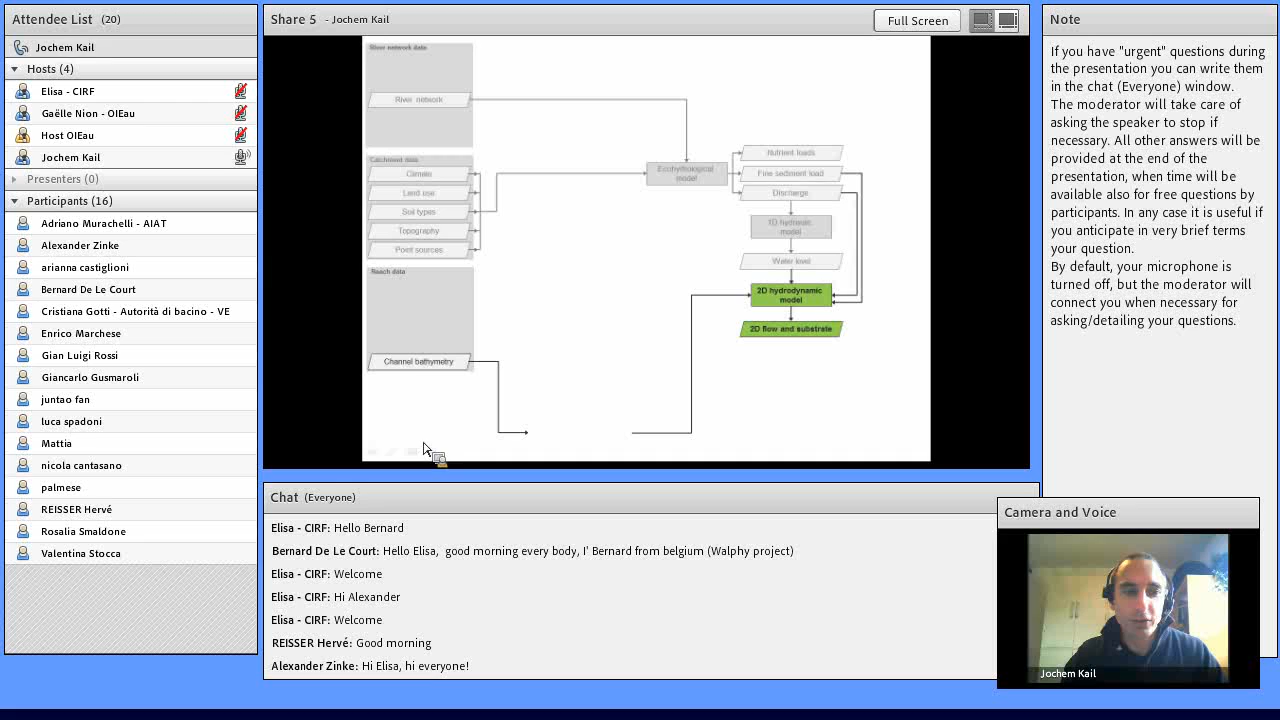 Attendee List (20)
Jochem Kail
Hosts (4)
Elisa - CIRF
Gaëlle Nion - OIEau
Host OIEau
Jochem Kail
Presenters (0)
Participants (16)
Adriano Murachelli - AIAT
Alexander Zinke
arianna castiglioni
Bernard De Le Court
Cristiana Gotti - Autorità di bacino - VE
Enrico Marchese
Gian Luigi Rossi
Giancarlo Gusmaroli
juntao fan
luca spadoni
Mattia
nicola cantasano
palmese
REISSER Hervé
Rosalia Smaldone
Valentina Stocca
Share 5 - Jochem Kail
Full Screen
River network data
River network
Catchment data
Climate
Land use
Soil types
Topography
Point sources
Reach data
Channel bathymetry
Ecohydrological
model
Nutrient loads
Fine sediment load
Discharge
1D hydraulic
model
Water level
2D hydrodynamic
model
2D flow and substrate
Chat (Everyone)
Elisa - CIRF: Hello Bernard
Bernard De Le Court: Hello Elisa, good morning every body, I' Bernard from belgium (Walphy project)
Elisa - CIRF: Welcome
Elisa - CIRF: Hi Alexander
Elisa - CIRF: Welcome
REISSER Hervé: Good morning
Alexander Zinke: Hi Elisa, hi everyone!
Note
If you have "urgent" questions during
the presentation you can write them
in the chat (Everyone) window.
The moderator will take care of
asking the speaker to stop if
necessary. All other answers will be
provided at the end of the
presentation, when time will be
available also for free questions by
participants. In any case it is useful if
you anticipate in very brief terms
your question.
By default, your microphone is
turned off, but the moderator will
connect you when necessary for
asking/detailing your questions.
Camera and Voice
Jochem Kail